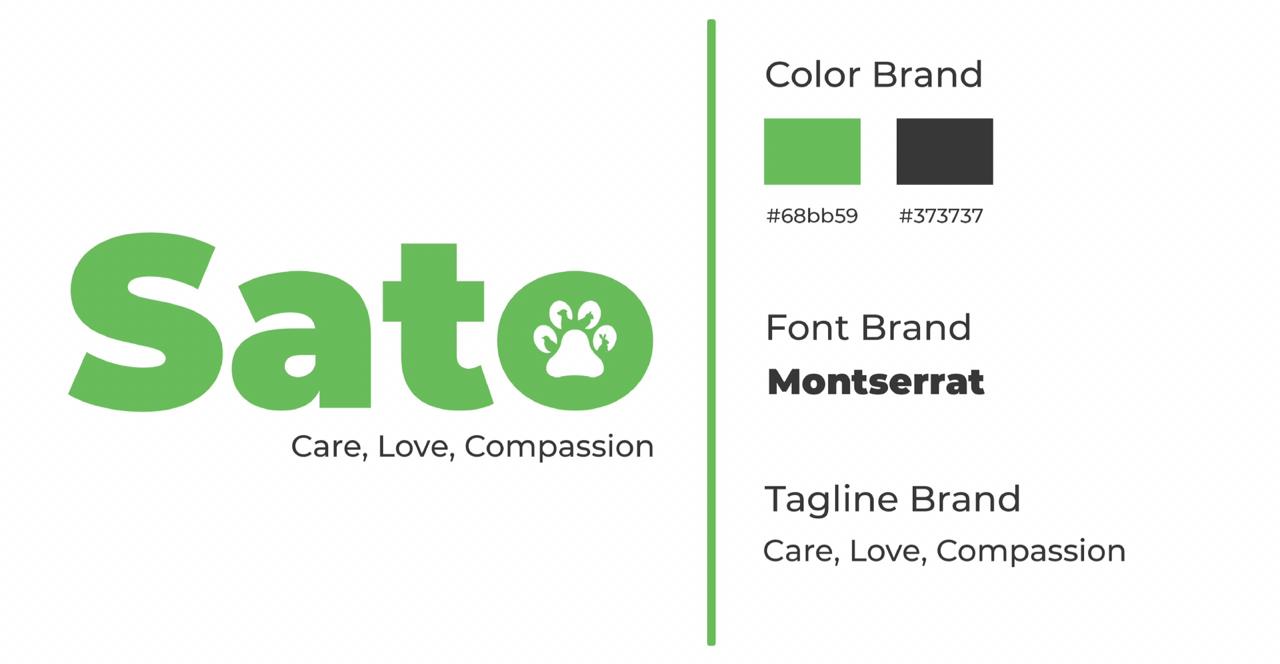 Sato
Care, Love, Compassion
Color Brand
#68bb59 #373737
Font Brand
Montserrat
Tagline Brand
Care, Love, Compassion